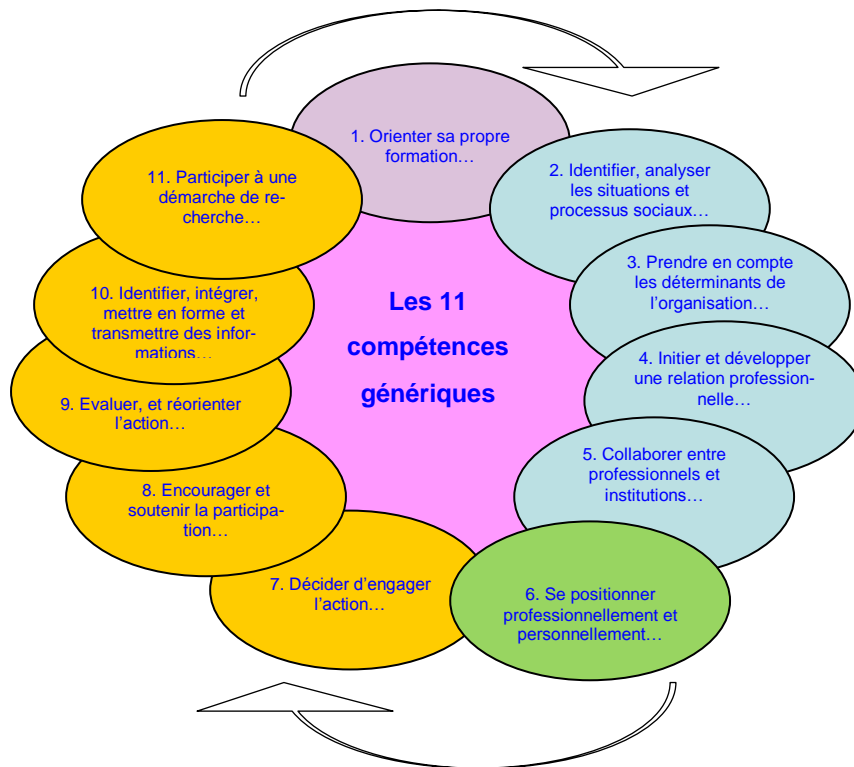 1. Orienter sa propre
formation…
2. Identifier, analyser
les situations et
processus sociaux…
3. Prendre en compte
les déterminants de
l’organisation…
4. Initier et développer
une relation profession-
nelle…
5. Collaborer entre
professionnels et
institutions…
6. Se positionner
professionnellement et
personnellement…
7. Décider d’engager
l’action…
8. Encourager et
soutenir la participa-
tion…
9. Evaluer, et réorienter
l’action…
10. Identifier, intégrer,
mettre en forme et
transmettre des infor-
mations…
11. Participer à une
démarche de re-
cherche…
Les 11
compétences
génériques